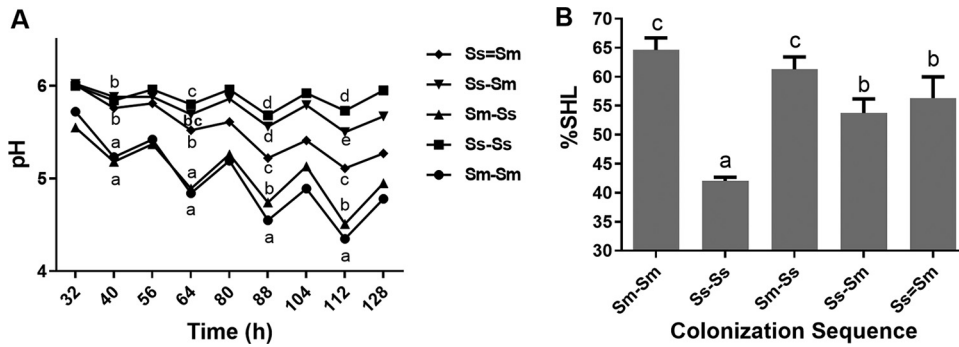 A
pH
6
5
4
b
c
d
d
b
bc
b
d
e
a
a
c
c
a
a
b
b
a
a
32 40 56 64 80 88 104 112 128
Time (h)
Ss=Sm
Ss-Sm
Sm-Ss
Ss-Ss
Sm-Sm
B
%SHL
70
65
60
55
50
45
40
35
30
c
a
c
b
b
Sm-Sm Ss-Ss Sm-Ss Ss-Sm Ss=Sm
Colonization Sequence